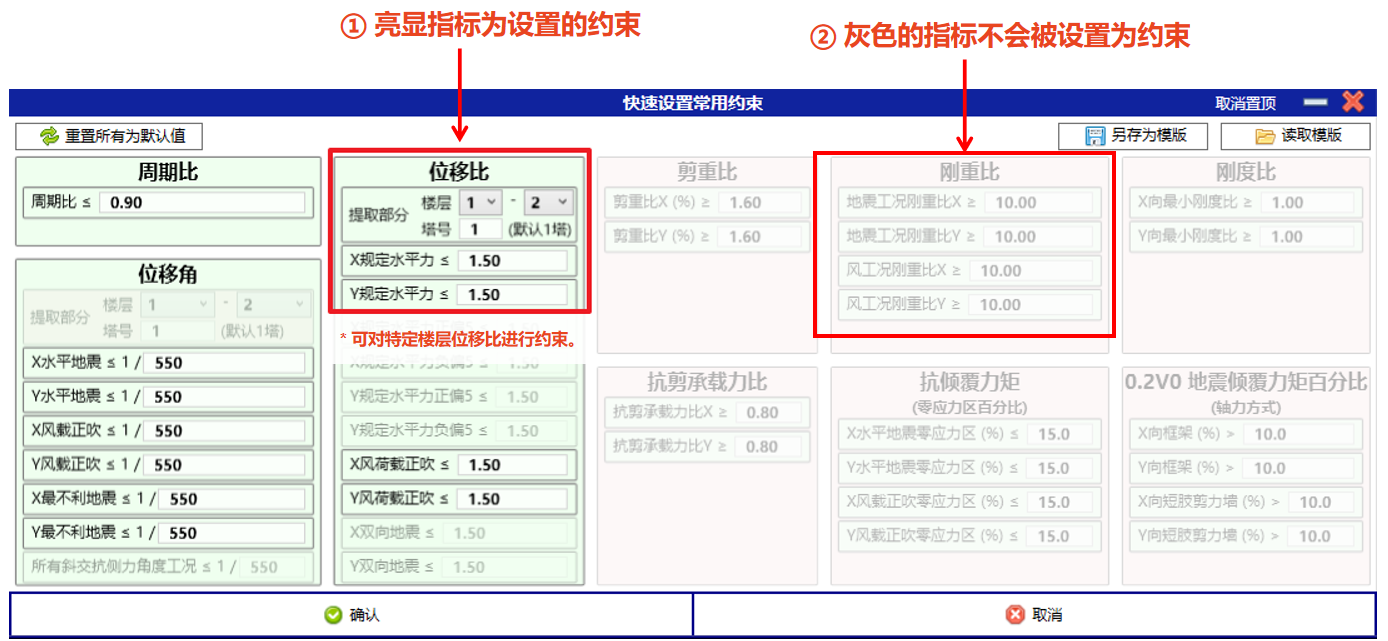 ① 亮显指标为设置的约束
② 灰色的指标不会被设置为约束
快速设置常用约束
取消置顶
重置所有为默认值
另存为模版
读取模版
周期比
周期比 ≤ 0.90
位移角
提取部分
楼层 1 - 2
塔号 1 (默认1塔)
X水平地震 ≤ 1 / 550
Y水平地震 ≤ 1 / 550
X风载正吹 ≤ 1 / 550
Y风载正吹 ≤ 1 / 550
X最不利地震 ≤ 1 / 550
Y最不利地震 ≤ 1 / 550
所有斜交抗侧力角度工况 ≤ 1 / 550
位移比
提取部分
楼层 1 - 2
塔号 1 (默认1塔)
X规定水平力 ≤ 1.50
Y规定水平力 ≤ 1.50
* 可对特定楼层位移比进行约束。
X规定水平力负偏5 ≤ 1.50
Y规定水平力正偏5 ≤ 1.50
Y规定水平力负偏5 ≤ 1.50
X风荷载正吹 ≤ 1.50
Y风荷载正吹 ≤ 1.50
X双向地震 ≤ 1.50
Y双向地震 ≤ 1.50
剪重比
剪重比X (%) ≥ 1.60
剪重比Y (%) ≥ 1.60
抗剪承载力比
抗剪承载力比X ≥ 0.80
抗剪承载力比Y ≥ 0.80
刚重比
地震工况刚重比X ≥ 10.00
地震工况刚重比Y ≥ 10.00
风工况刚重比X ≥ 10.00
风工况刚重比Y ≥ 10.00
抗倾覆力矩
(零应力区百分比)
X水平地震零应力区 (%) ≤ 15.0
Y水平地震零应力区 (%) ≤ 15.0
X风载正吹零应力区 (%) ≤ 15.0
Y风载正吹零应力区 (%) ≤ 15.0
刚度比
X向最小刚度比 ≥ 1.00
Y向最小刚度比 ≥ 1.00
0.2V0 地震倾覆力矩百分比
(轴力方式)
X向框架 (%) > 10.0
Y向框架 (%) > 10.0
X向短肢剪力墙 (%) > 10.0
Y向短肢剪力墙 (%) > 10.0
确认
取消